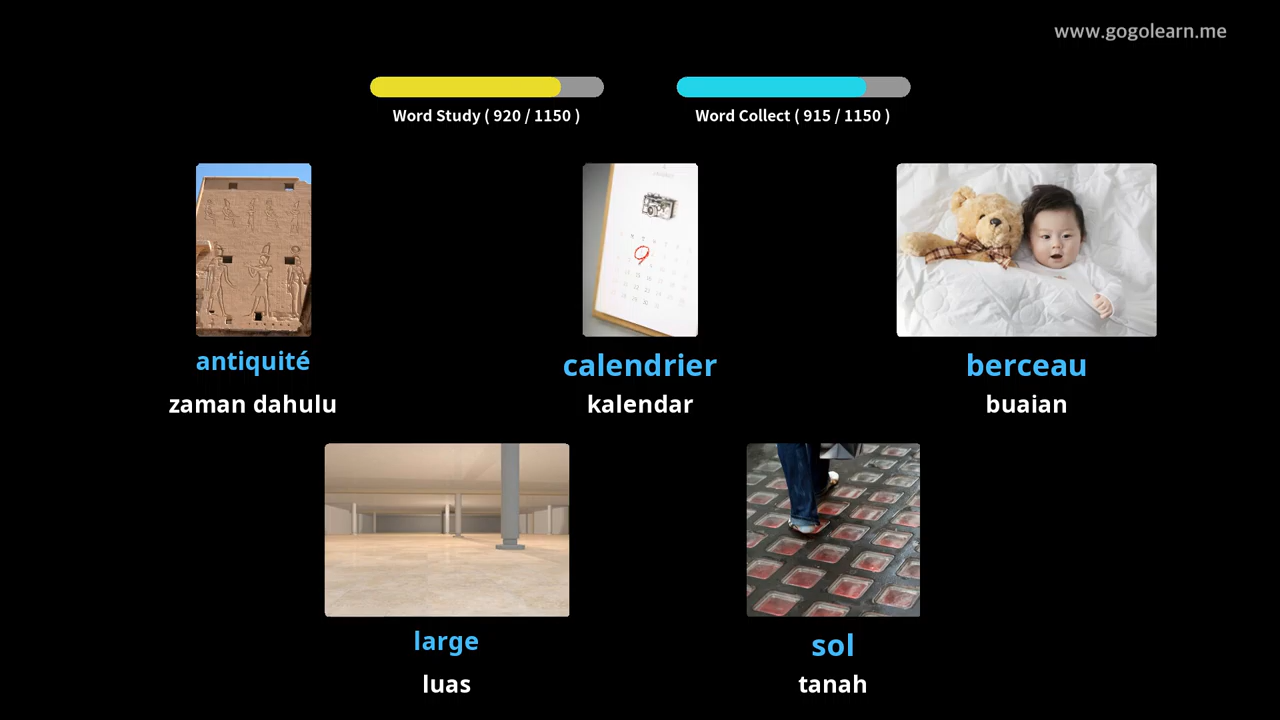 www.gogolearn.me
Word Study ( 920 / 1150 )
Word Collect ( 915 / 1150 )
antiquité
calendrier
berceau
zaman dahulu
kalendar
buaian
large
sol
luas
tanah